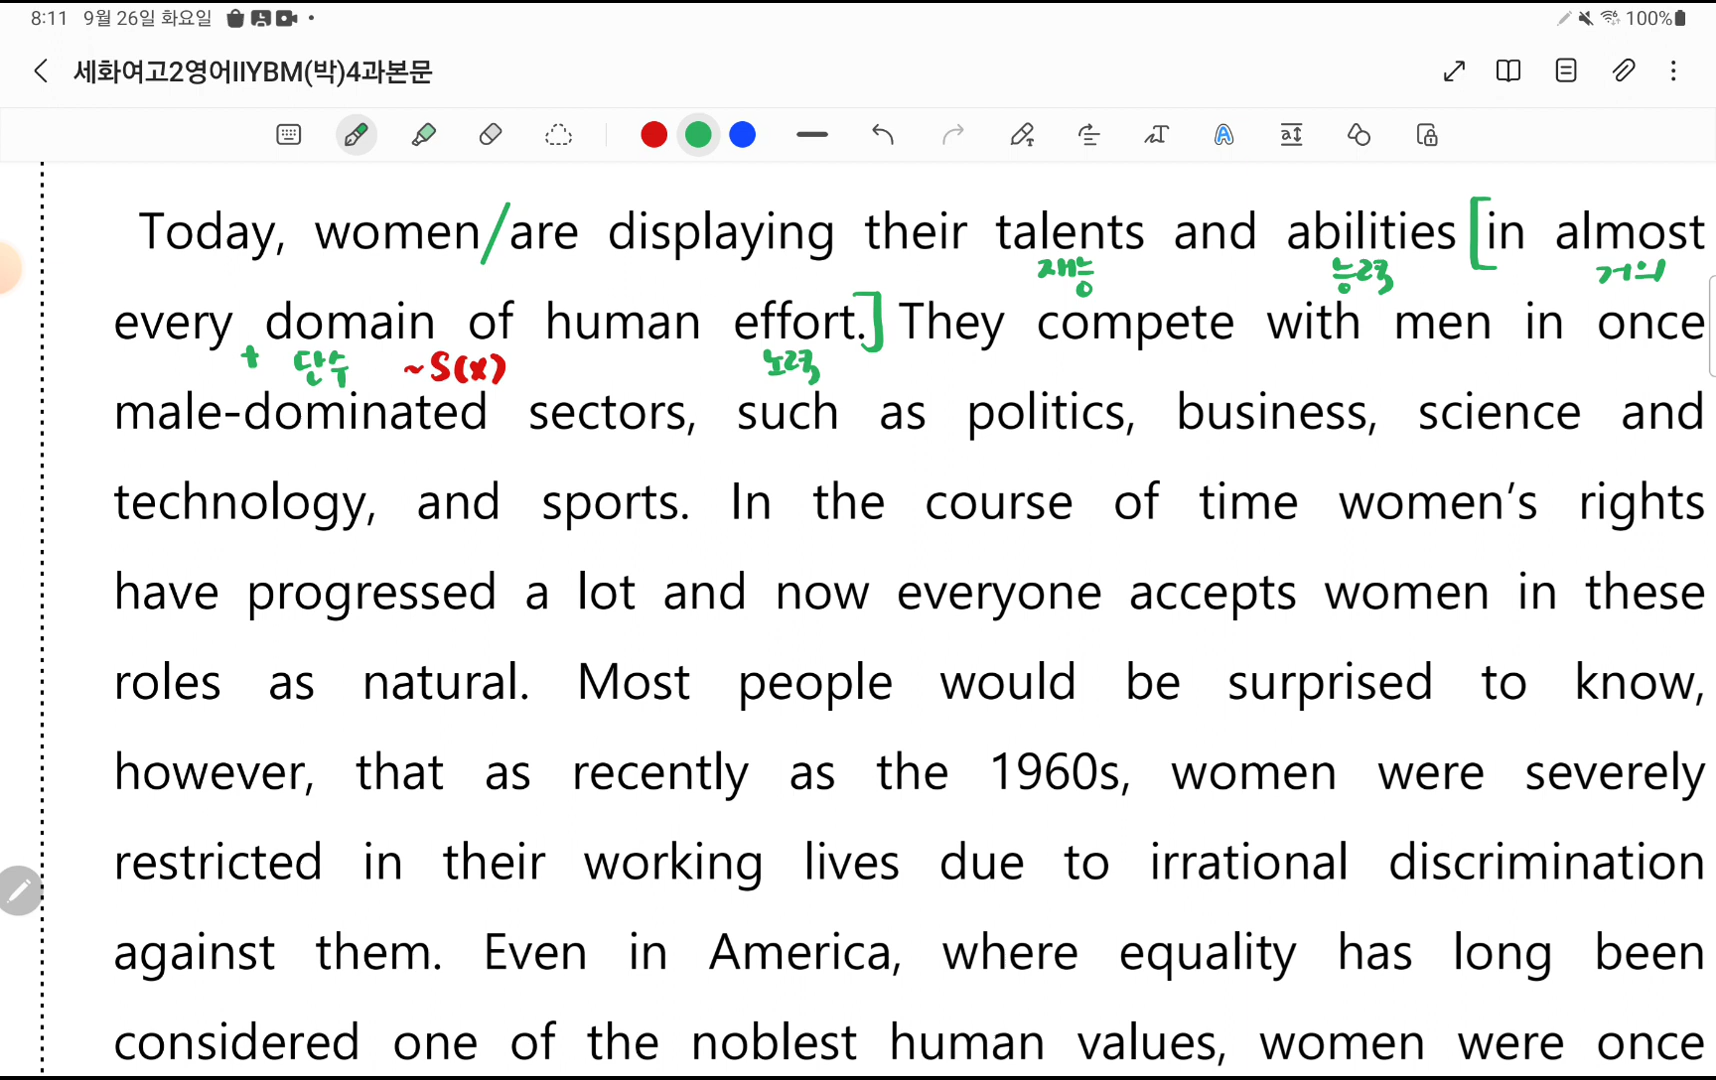 8:11 9월 26일 화요일 100%
세화여고2영어IIYBM(박)4과본문
Today, women/are displaying their talents and abilities [in almost
재능 능력 거의
every domain of human effort.] They compete with men in once
+ 단수 ~S(x) 노력
male-dominated sectors, such as politics, business, science and
technology, and sports. In the course of time women's rights
have progressed a lot and now everyone accepts women in these
roles as natural. Most people would be surprised to know,
however, that as recently as the 1960s, women were severely
restricted in their working lives due to irrational discrimination
against them. Even in America, where equality has long been
considered one of the noblest human values, women were once